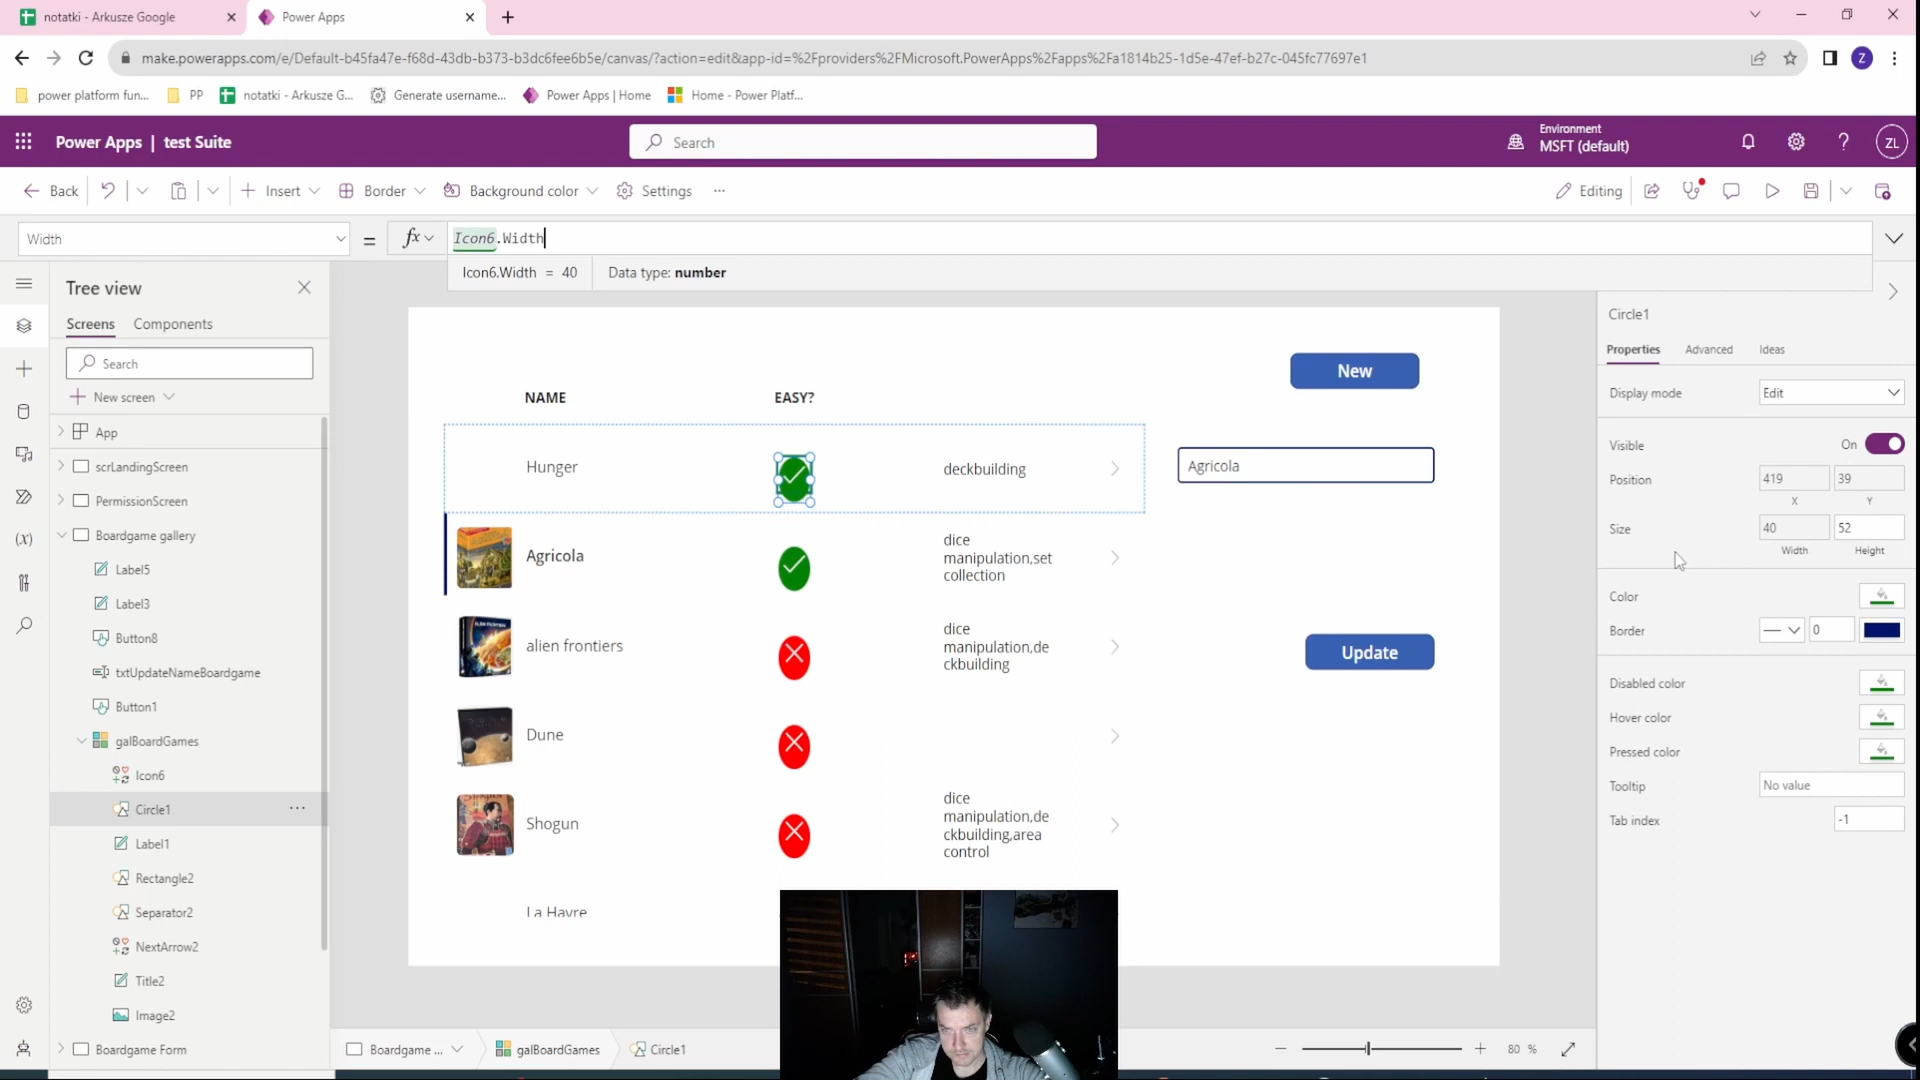 notatki - Arkusze Google
Power Apps
make.powerapps.com/e/Default-b45fa47e-f68d-43db-b373-b3dc6fee6b5e/canvas/?action=edit&app-id=%2Fproviders%2FMicrosoft.PowerApps%2Fapps%2Fa1814b25-1d5e-47ef-b27c-045fc77697e1
Z
power platform fun...
PP
notatki - Arkusze G...
Generate username...
Power Apps | Home
Home - Power Platf...
Power Apps | test Suite
Search
Environment
MSFT (default)
ZL
Back
Insert
Border
Background color
Settings
Editing
Width
=
fx
Icon6.Width
Icon6.Width = 40
Data type: number
Tree view
Screens
Components
Search
New screen
App
scrLandingScreen
PermissionScreen
Boardgame gallery
Label5
Label3
Button8
txtUpdateNameBoardgame
Button1
galBoardGames
Icon6
Circle1
Label1
Rectangle2
Separator2
NextArrow2
Title2
Image2
Boardgame Form
New
NAME
EASY?
Hunger
deckbuilding
Agricola
Agricola
dice
manipulation,set
collection
alien frontiers
dice
manipulation,de
ckbuilding
Update
Dune
Shogun
dice
manipulation,de
ckbuilding,area
control
La Havre
Boardgame ...
galBoardGames
Circle1
80 %
Circle1
Properties
Advanced
Ideas
Display mode
Edit
Visible
On
Position
419
39
X
Y
Size
40
52
Width
Height
Color
Border
0
Disabled color
Hover color
Pressed color
Tooltip
No value
Tab index
-1